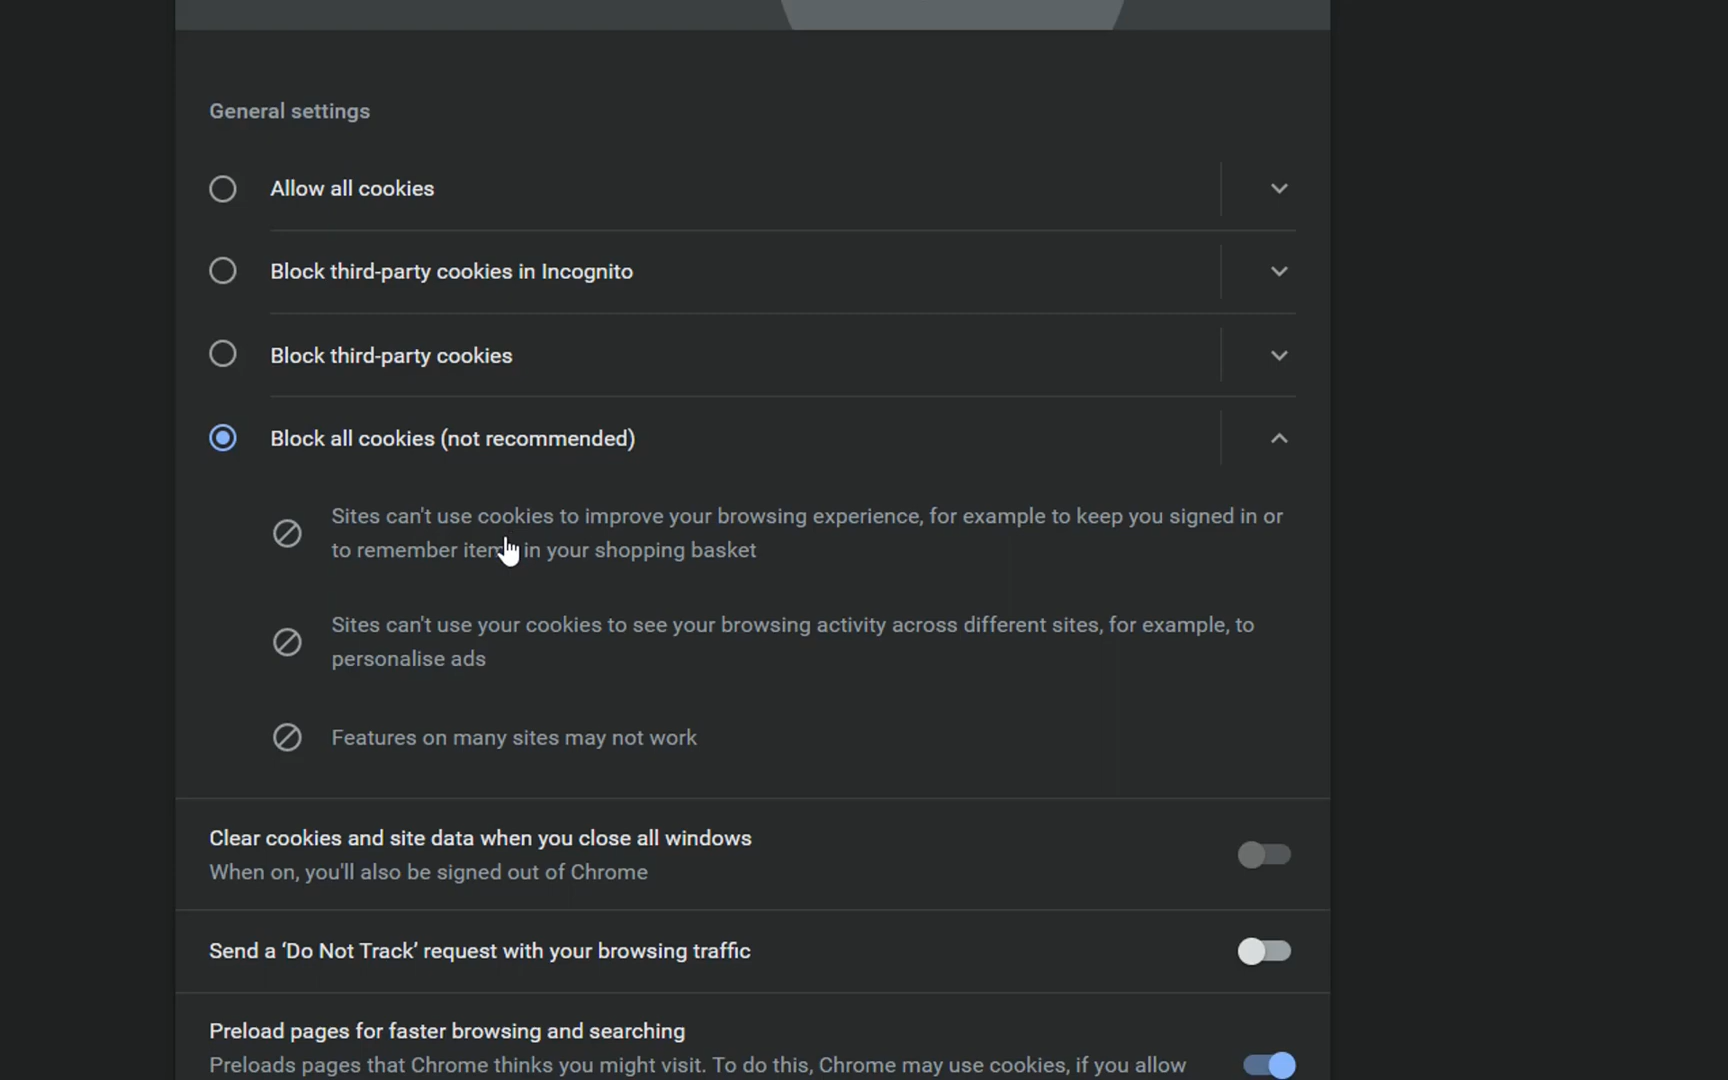 General settings
Allow all cookies
Block third-party cookies in Incognito
Block third-party cookies
Block all cookies (not recommended)
Sites can't use cookies to improve your browsing experience, for example to keep you signed in or
to remember items in your shopping basket
Sites can't use your cookies to see your browsing activity across different sites, for example, to
personalise ads
Features on many sites may not work
Clear cookies and site data when you close all windows
When on, you'll also be signed out of Chrome
Send a ‘Do Not Track’ request with your browsing traffic
Preload pages for faster browsing and searching
Preloads pages that Chrome thinks you might visit. To do this, Chrome may use cookies, if you allow